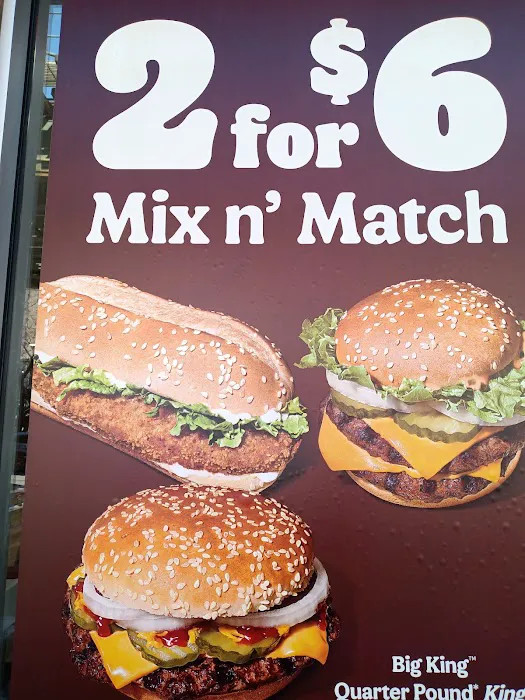 2 for $6
Mix n' Match
Big King™
Quarter Pound* King